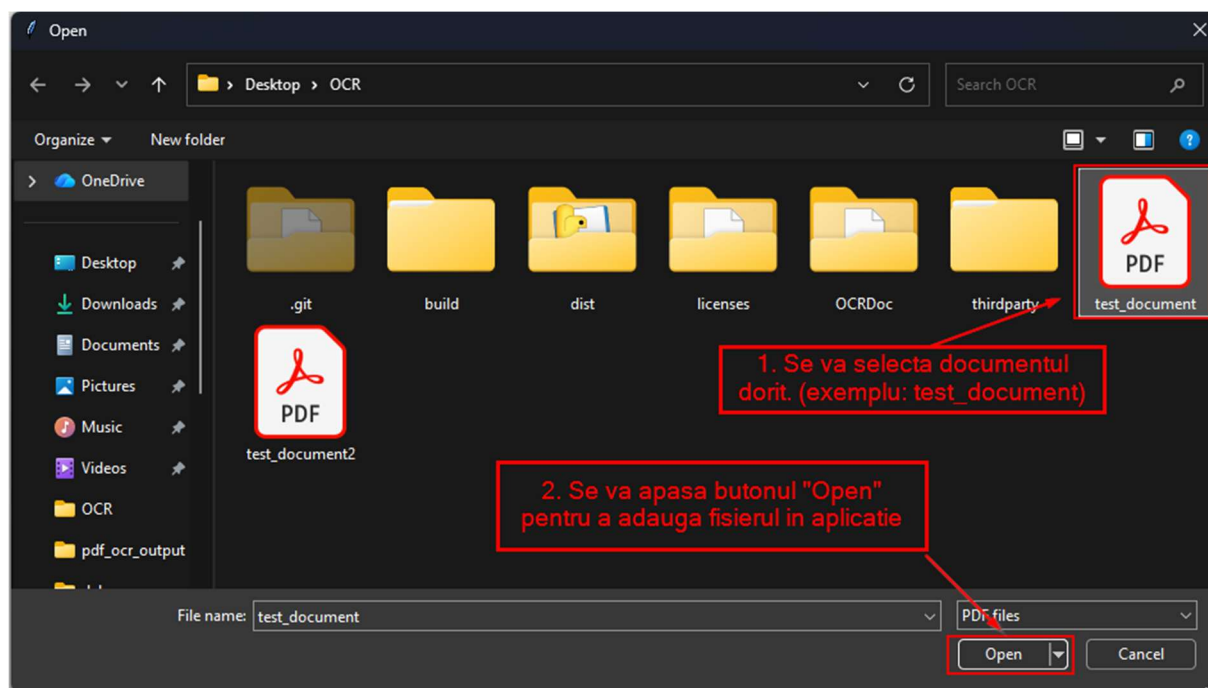 Open
Desktop › OCR
Search OCR
Organize
New folder
OneDrive
Desktop
Downloads
Documents
Pictures
Music
Videos
OCR
pdf_ocr_output
.git
build
dist
licenses
OCRDoc
thirdparty
PDF
test_document
PDF
test_document2
1. Se va selecta documentul
dorit. (exemplu: test_document)
2. Se va apasa butonul "Open"
pentru a adauga fisierul in aplicatie
File name:
test_document
PDF files
Open
Cancel